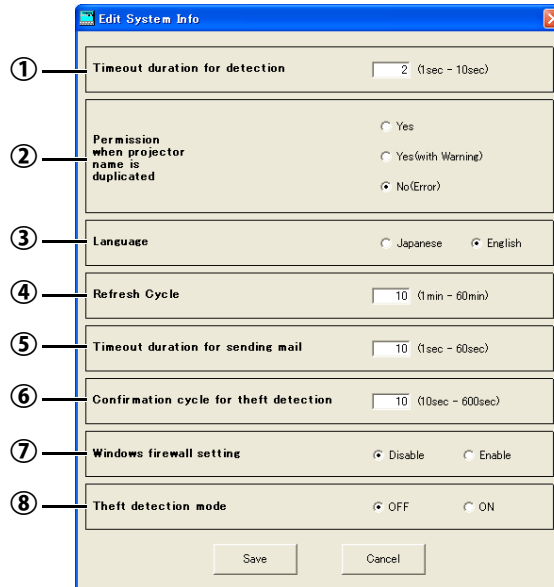 Edit System Info
① Timeout duration for detection 2 (1sec - 10sec)
② Permission
when projector
name is
duplicated
Yes
Yes(with Warning)
No(Error)
③ Language Japanese English
④ Refresh Cycle 10 (1min - 60min)
⑤ Timeout duration for sending mail 10 (1sec - 60sec)
⑥ Confirmation cycle for theft detection 10 (10sec - 600sec)
⑦ Windows firewall setting Disable Enable
⑧ Theft detection mode OFF ON
Save Cancel